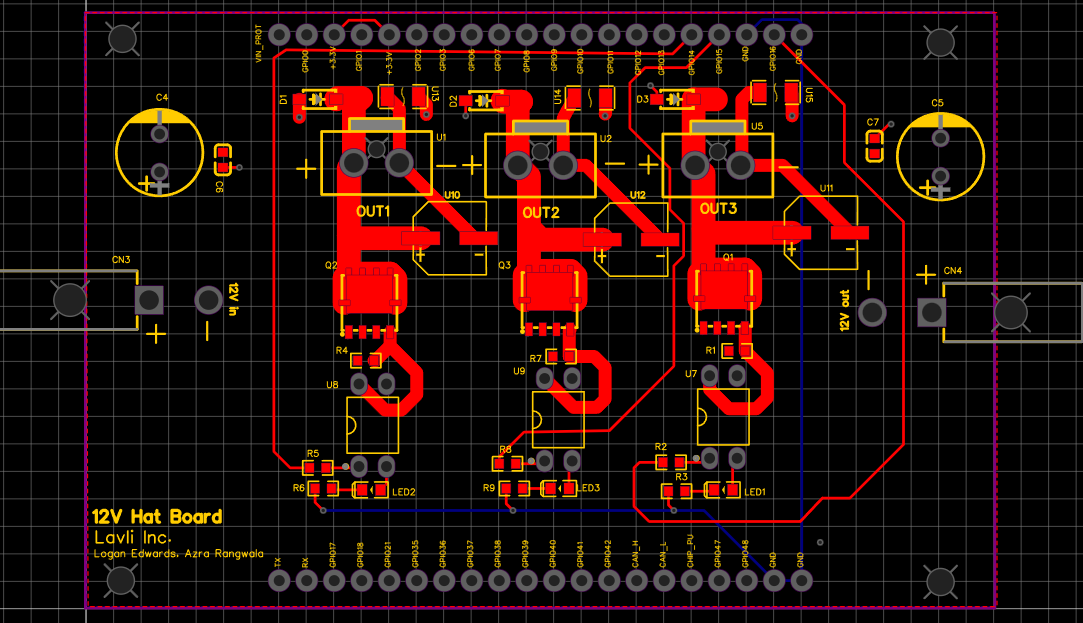 VIN_PROT
GPIO0
+3.3V
GPIO1
+3.3V
GPIO2
GPIO3
GPIO6
GPIO7
GPIO8
GPIO9
GPIO10
GPIO11
GPIO12
GPIO13
GPIO14
GPIO15
GND
GPIO16
GND
D1
U13
D2
U14
D3
U15
C4
C5
C7
C6
U1
U2
U5
+ −
+ −
+ −
OUT1
OUT2
OUT3
U10
U12
U11
+ −
+ −
+ −
CN3
Q2
Q3
Q1
CN4
12V in
12V out
R4
R7
R1
U8
U9
U7
R5
R8
R2
R6
LED2
R9
LED3
R3
LED1
12V Hat Board
Lavli Inc.
Logan Edwards, Azra Rangwala
TX
RX
GPIO17
GPIO18
GPIO21
GPIO35
GPIO36
GPIO37
GPIO38
GPIO39
GPIO40
GPIO41
GPIO42
CAN_H
CAN_L
CHIP_PU
GPIO47
GPIO48
GND
GND